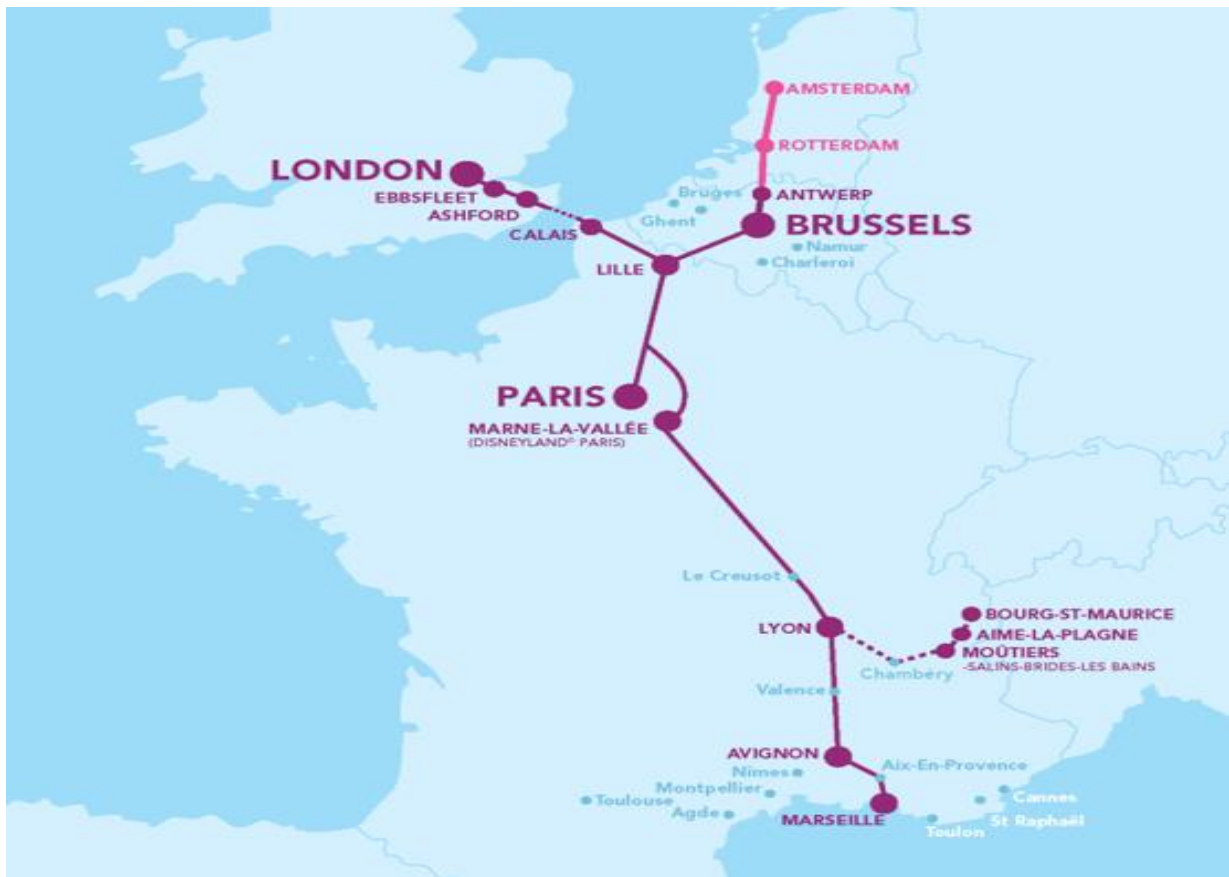 AMSTERDAM
ROTTERDAM
LONDON
EBBSFLEET
ASHFORD
CALAIS
Bruges
Ghent
ANTWERP
BRUSSELS
Namur
Charleroi
LILLE
PARIS
MARNE-LA-VALLÉE
(DISNEYLAND® PARIS)
Le Creusot
LYON
BOURG-ST-MAURICE
AIME-LA-PLAGNE
MOÛTIERS
-SALINS-BRIDES-LES BAINS
Chambéry
Valence
AVIGNON
Aix-En-Provence
Nîmes
Montpellier
Toulouse
Agde
MARSEILLE
Cannes
St Raphaël
Toulon